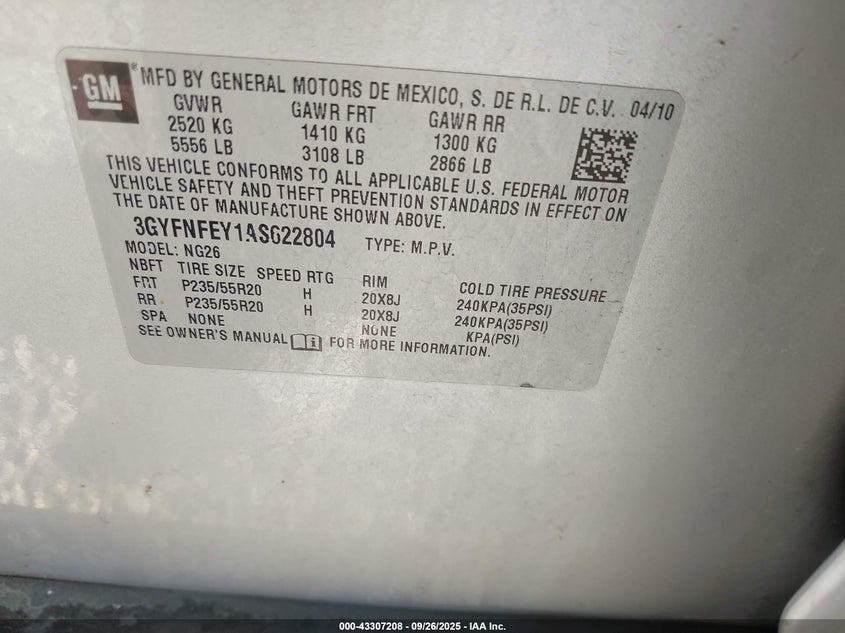 GM ® MFD BY GENERAL MOTORS DE MEXICO, S. DE R.L. DE C.V. 04/10
GVWR GAWR FRT GAWR RR
2520 KG 1410 KG 1300 KG
5556 LB 3108 LB 2866 LB
THIS VEHICLE CONFORMS TO ALL APPLICABLE U.S. FEDERAL MOTOR
VEHICLE SAFETY AND THEFT PREVENTION STANDARDS IN EFFECT ON
THE DATE OF MANUFACTURE SHOWN ABOVE.
3GYFNFEY1AS622804 TYPE: M.P.V.
MODEL: NG26
NBFT TIRE SIZE SPEED RTG RIM COLD TIRE PRESSURE
FRT P235/55R20 H 20X8J 240KPA(35PSI)
RR P235/55R20 H 20X8J 240KPA(35PSI)
SPA NONE NONE KPA(PSI)
SEE OWNER'S MANUAL FOR MORE INFORMATION.
000-43307208 - 09/26/2025 - IAA Inc.